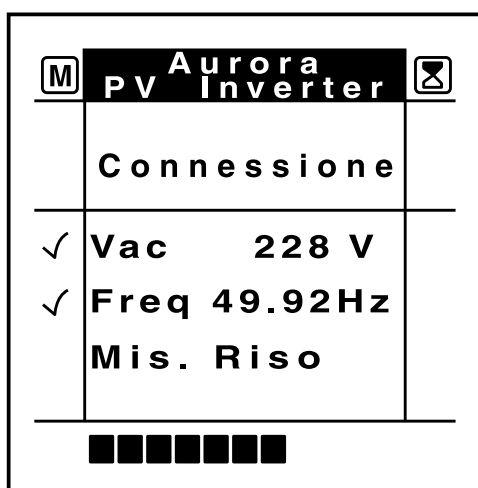 M
Aurora
PV Inverter
Connessione
Vac 228 V
Freq 49.92Hz
Mis. Riso